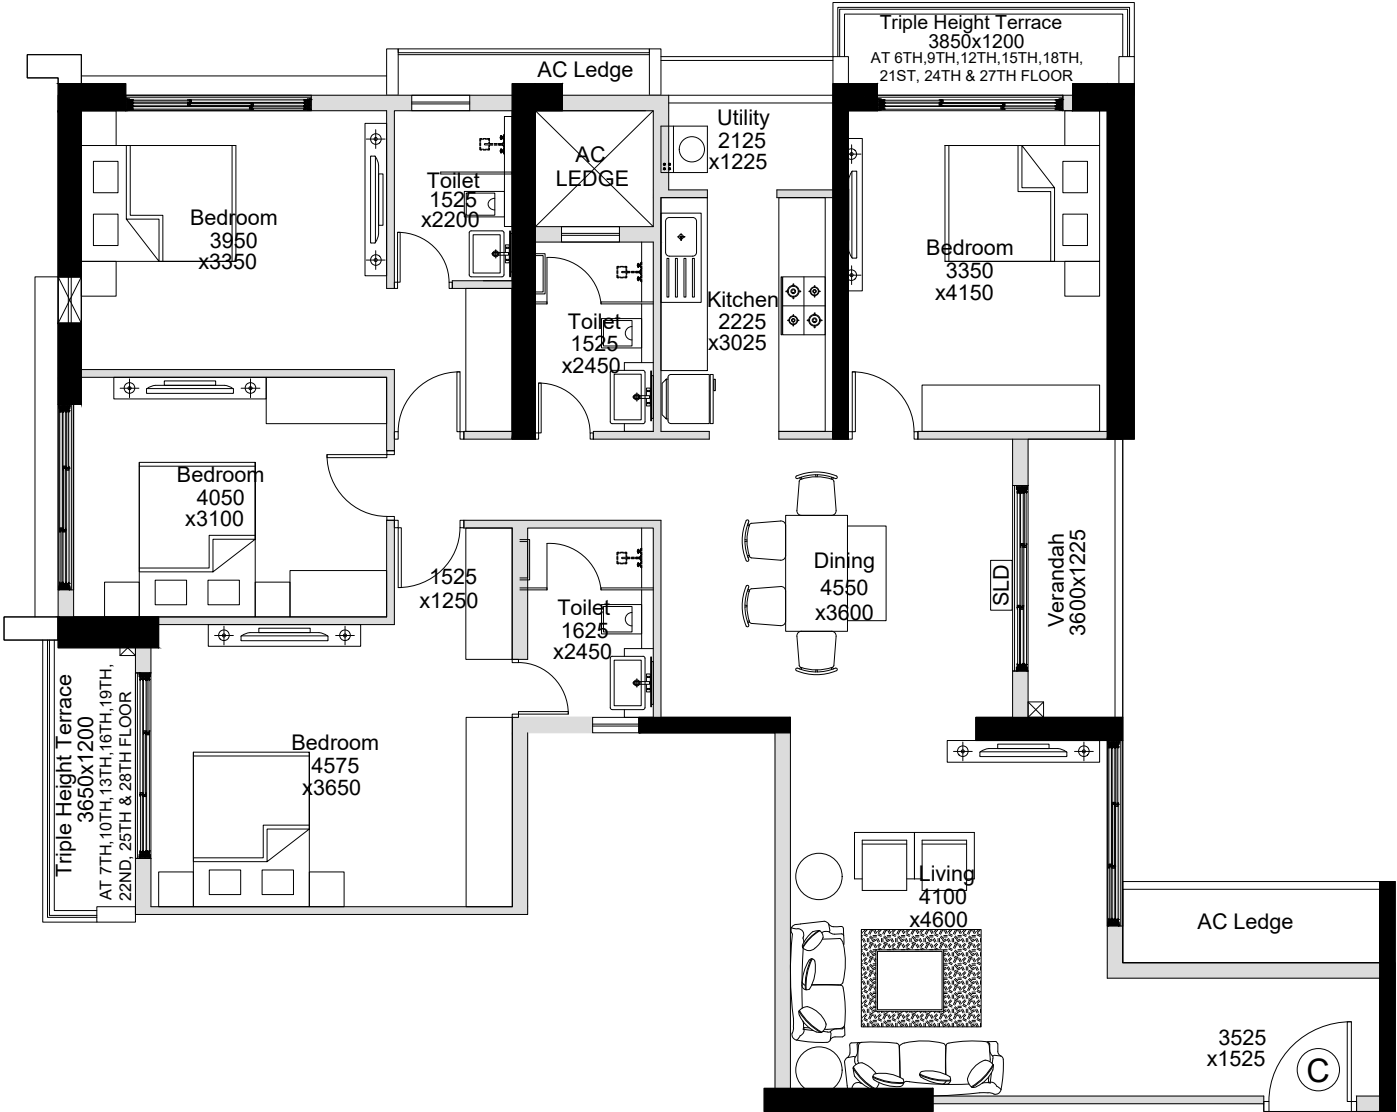 Triple Height Terrace
3850x1200
AT 6TH,9TH,12TH,15TH,18TH,
21ST, 24TH & 27TH FLOOR
AC Ledge
Utility
2125
x1225
AC
LEDGE
Toilet
1525
x2200
Bedroom
3950
x3350
Bedroom
3350
x4150
Kitchen
2225
x3025
Toilet
1525
x2450
Bedroom
4050
x3100
Dining
4550
x3600
SLD
Verandah
3600x1225
1525
x1250
Toilet
1625
x2450
Triple Height Terrace
3650x1200
AT 7TH,10TH,13TH,16TH,19TH,
22ND, 25TH & 28TH FLOOR
Bedroom
4575
x3650
Living
4100
x4600
AC Ledge
3525
x1525
C